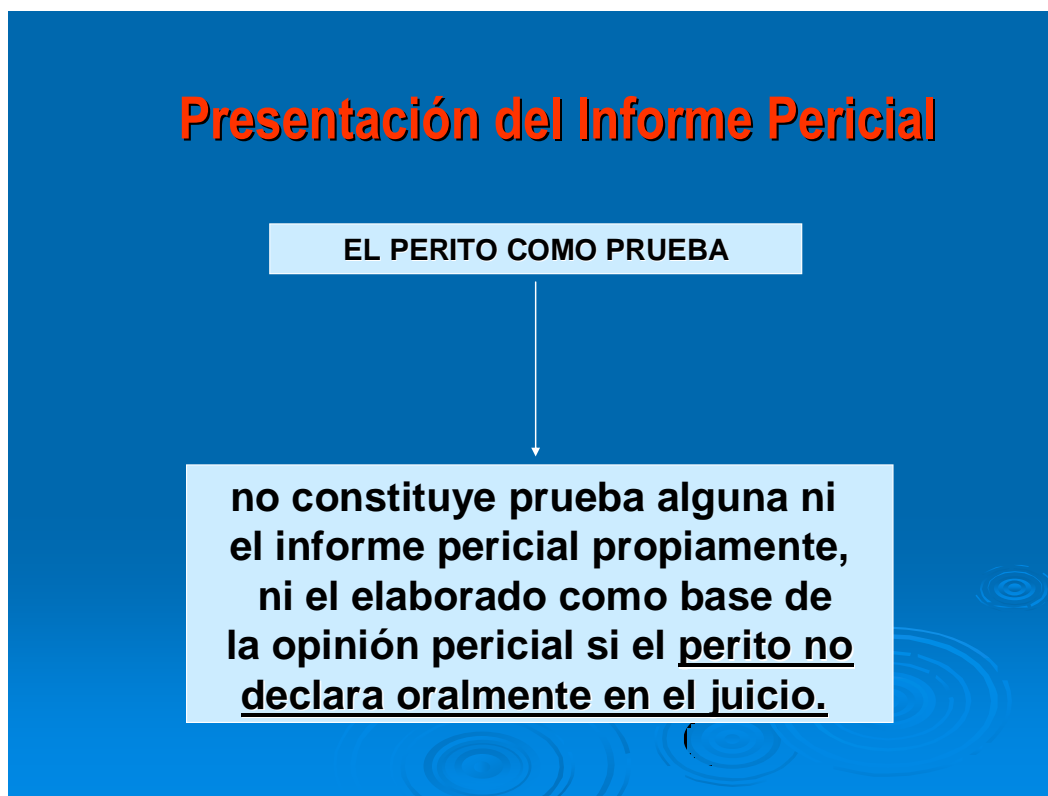 Presentación del Informe Pericial
EL PERITO COMO PRUEBA
no constituye prueba alguna ni
el informe pericial propiamente,
ni el elaborado como base de
la opinión pericial si el perito no
declara oralmente en el juicio.
(